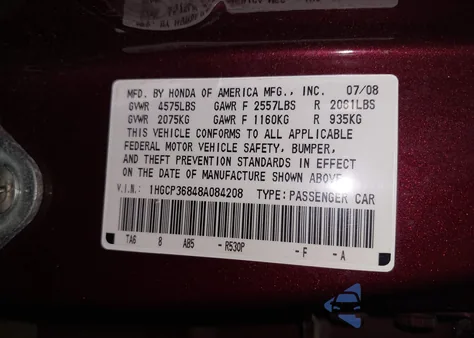 MFD. BY HONDA OF AMERICA MFG., INC. 07/08
GVWR 4575LBS GAWR F 2557LBS R 2061LBS
GVWR 2075KG GAWR F 1160KG R 935KG
THIS VEHICLE CONFORMS TO ALL APPLICABLE
FEDERAL MOTOR VEHICLE SAFETY, BUMPER,
AND THEFT PREVENTION STANDARDS IN EFFECT
ON THE DATE OF MANUFACTURE SHOWN ABOVE.
V.I.N.: 1HGCP36848A084208 TYPE: PASSENGER CAR
TA6 8 AB5 - R530P - F - A